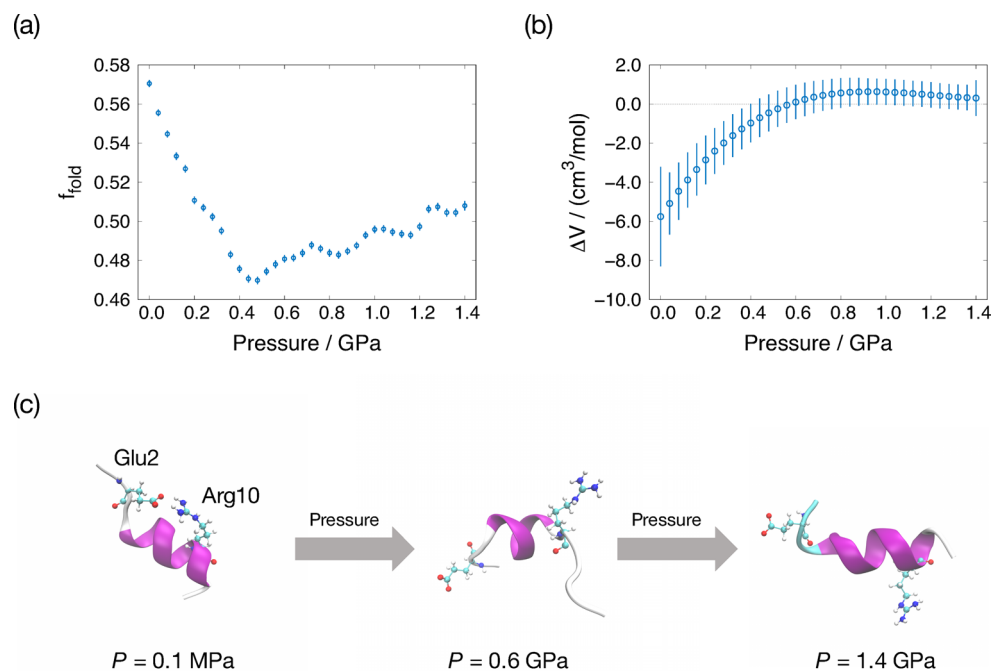 (a)
0.58
0.56
0.54
0.52
0.50
0.48
0.46
f_fold
0.0 0.2 0.4 0.6 0.8 1.0 1.2 1.4
Pressure / GPa
(b)
2.0
0.0
−2.0
−4.0
−6.0
−8.0
−10.0
ΔV / (cm³/mol)
0.0 0.2 0.4 0.6 0.8 1.0 1.2 1.4
Pressure / GPa
(c)
Glu2
Arg10
Pressure
Pressure
P = 0.1 MPa
P = 0.6 GPa
P = 1.4 GPa